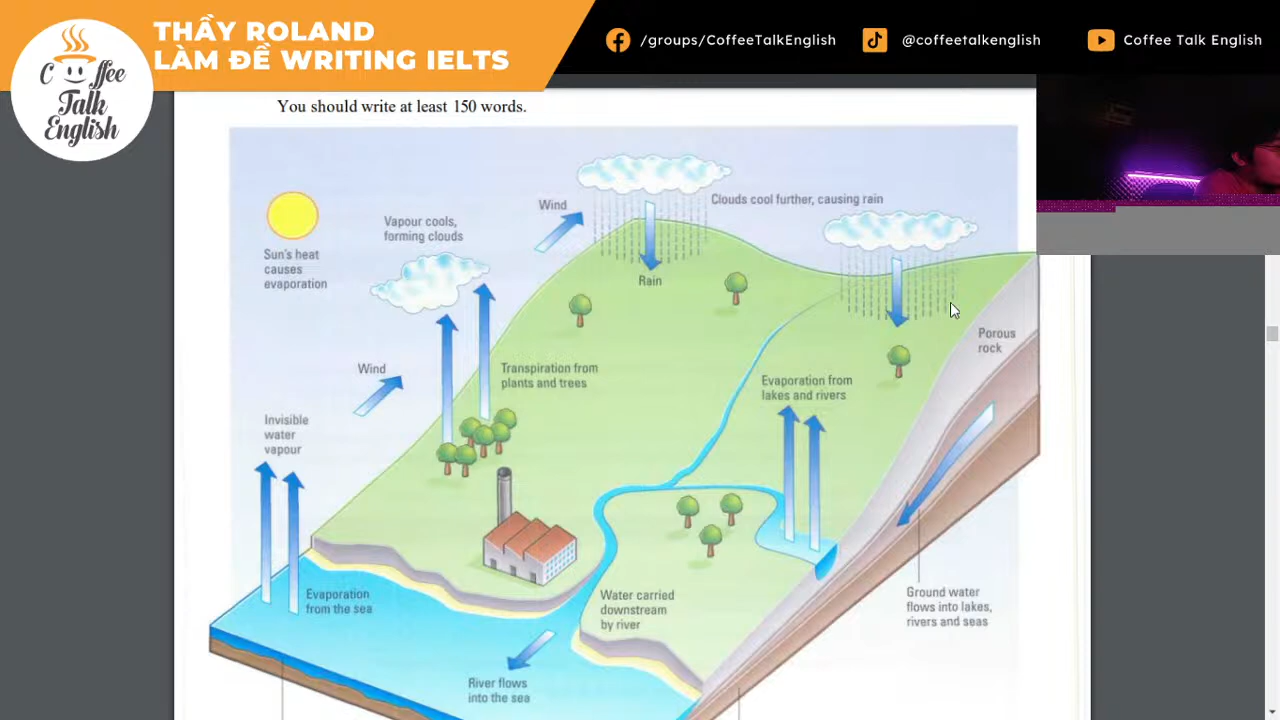 THẦY ROLAND
LÀM ĐỀ WRITING IELTS
/groups/CoffeeTalkEnglish
@coffeetalkenglish
Coffee Talk English
Coffee
Talk
English
You should write at least 150 words.
Wind
Clouds cool further, causing rain
Vapour cools,
forming clouds
Sun's heat
causes
evaporation
Rain
Porous
rock
Wind
Transpiration from
plants and trees
Evaporation from
lakes and rivers
Invisible
water
vapour
Evaporation
from the sea
Water carried
downstream
by river
Ground water
flows into lakes,
rivers and seas
River flows
into the sea